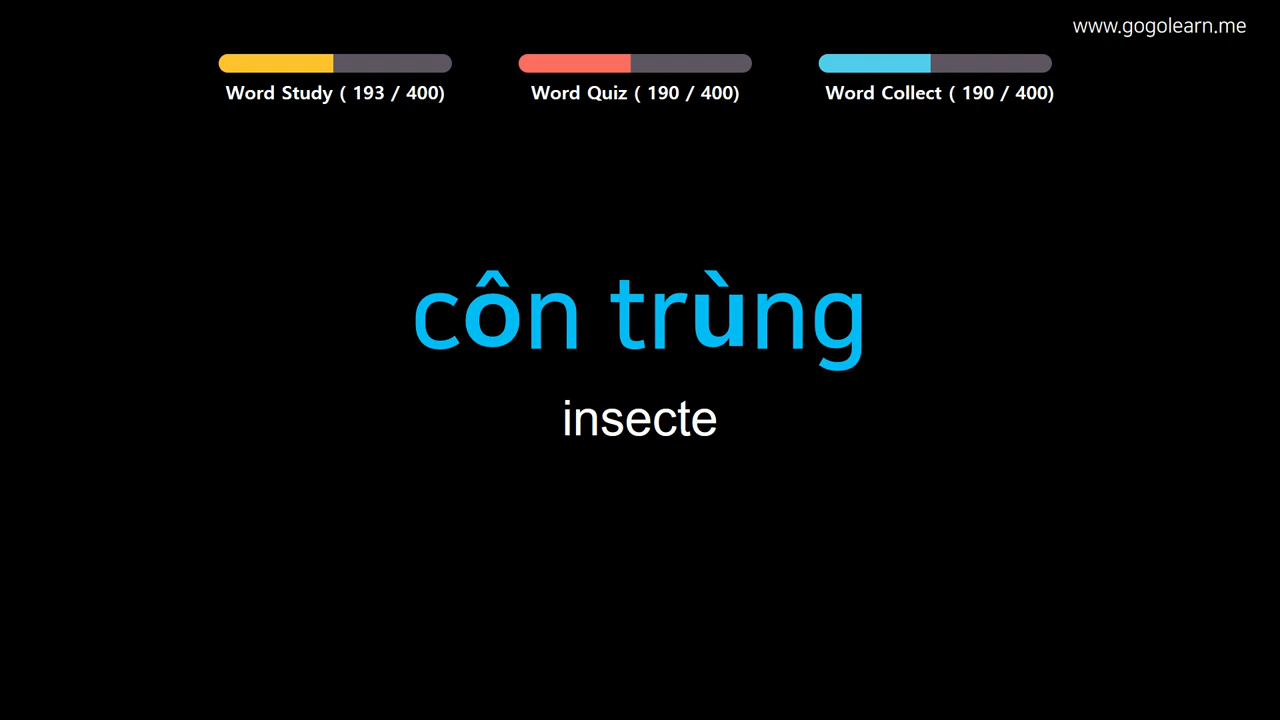 www.gogolearn.me
Word Study ( 193 / 400)
Word Quiz ( 190 / 400)
Word Collect ( 190 / 400)
côn trùng
insecte